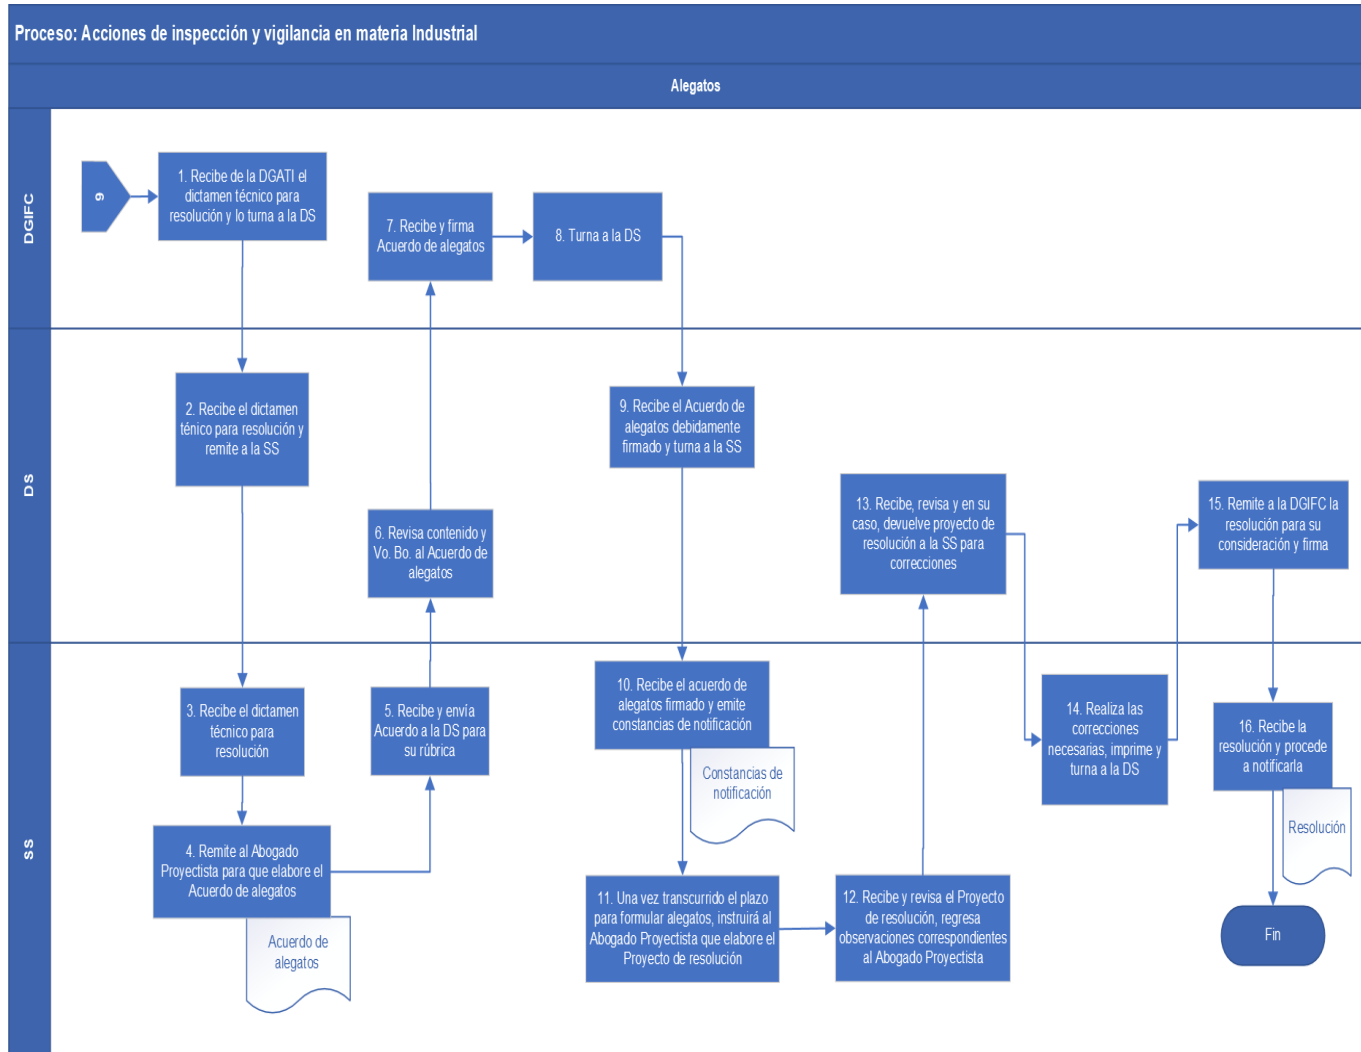 Proceso: Acciones de inspección y vigilancia en materia Industrial
Alegatos
DGIFC
9
1. Recibe de la DGATI el
dictamen técnico para
resolución y lo turna a la DS
7. Recibe y firma
Acuerdo de alegatos
8. Turna a la DS
DS
2. Recibe el dictamen
ténico para resolución y
remite a la SS
6. Revisa contenido y
Vo. Bo. al Acuerdo de
alegatos
9. Recibe el Acuerdo de
alegatos debidamente
firmado y turna a la SS
13. Recibe, revisa y en su
caso, devuelve proyecto de
resolución a la SS para
correcciones
15. Remite a la DGIFC la
resolución para su
consideración y firma
SS
3. Recibe el dictamen
técnico para
resolución
4. Remite al Abogado
Proyectista para que elabore el
Acuerdo de alegatos
Acuerdo de
alegatos
5. Recibe y envía
Acuerdo a la DS para
su rúbrica
10. Recibe el acuerdo de
alegatos firmado y emite
constancias de notificación
Constancias de
notificación
11. Una vez transcurrido el plazo
para formular alegatos, instruirá al
Abogado Proyectista que elabore el
Proyecto de resolución
12. Recibe y revisa el Proyecto
de resolución, regresa
observaciones correspondientes
al Abogado Proyectista
14. Realiza las
correcciones
necesarias, imprime y
turna a la DS
16. Recibe la
resolución y procede
a notificarla
Resolución
Fin